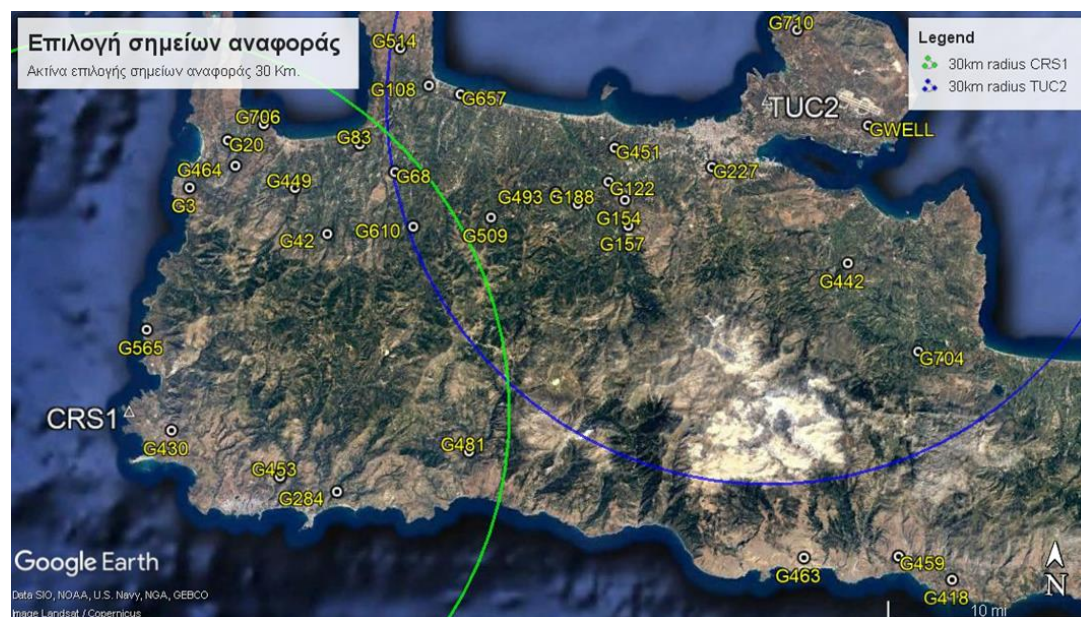 Επιλογή σημείων αναφοράς
Ακτίνα επιλογής σημείων αναφοράς 30 Km.
Legend
30km radius CRS1
30km radius TUC2
G710
G514
G108
G657
TUC2
GWELL
G706
G20
G83
G451
G464
G449
G68
G227
G3
G493
G188
G122
G42
G610
G509
G154
G157
G442
G565
G704
CRS1
G430
G481
G453
G284
G463
G459
G418
Google Earth
Data SIO, NOAA, U.S. Navy, NGA, GEBCO
Image Landsat / Copernicus
N
10 mi